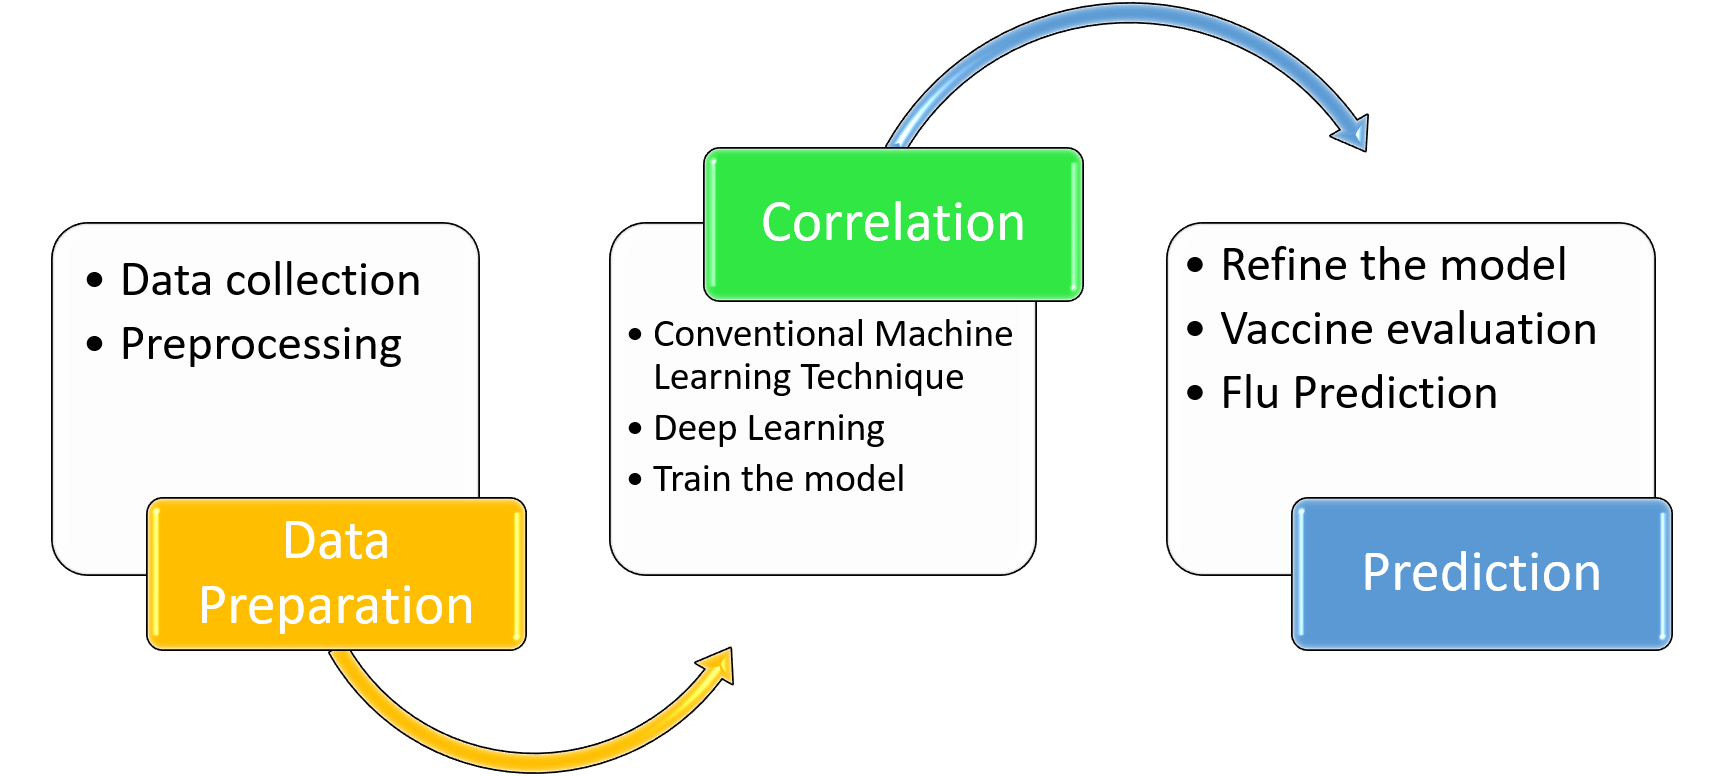 • Data collection
• Preprocessing
Data
Preparation
Correlation
• Conventional Machine
Learning Technique
• Deep Learning
• Train the model
• Refine the model
• Vaccine evaluation
• Flu Prediction
Prediction